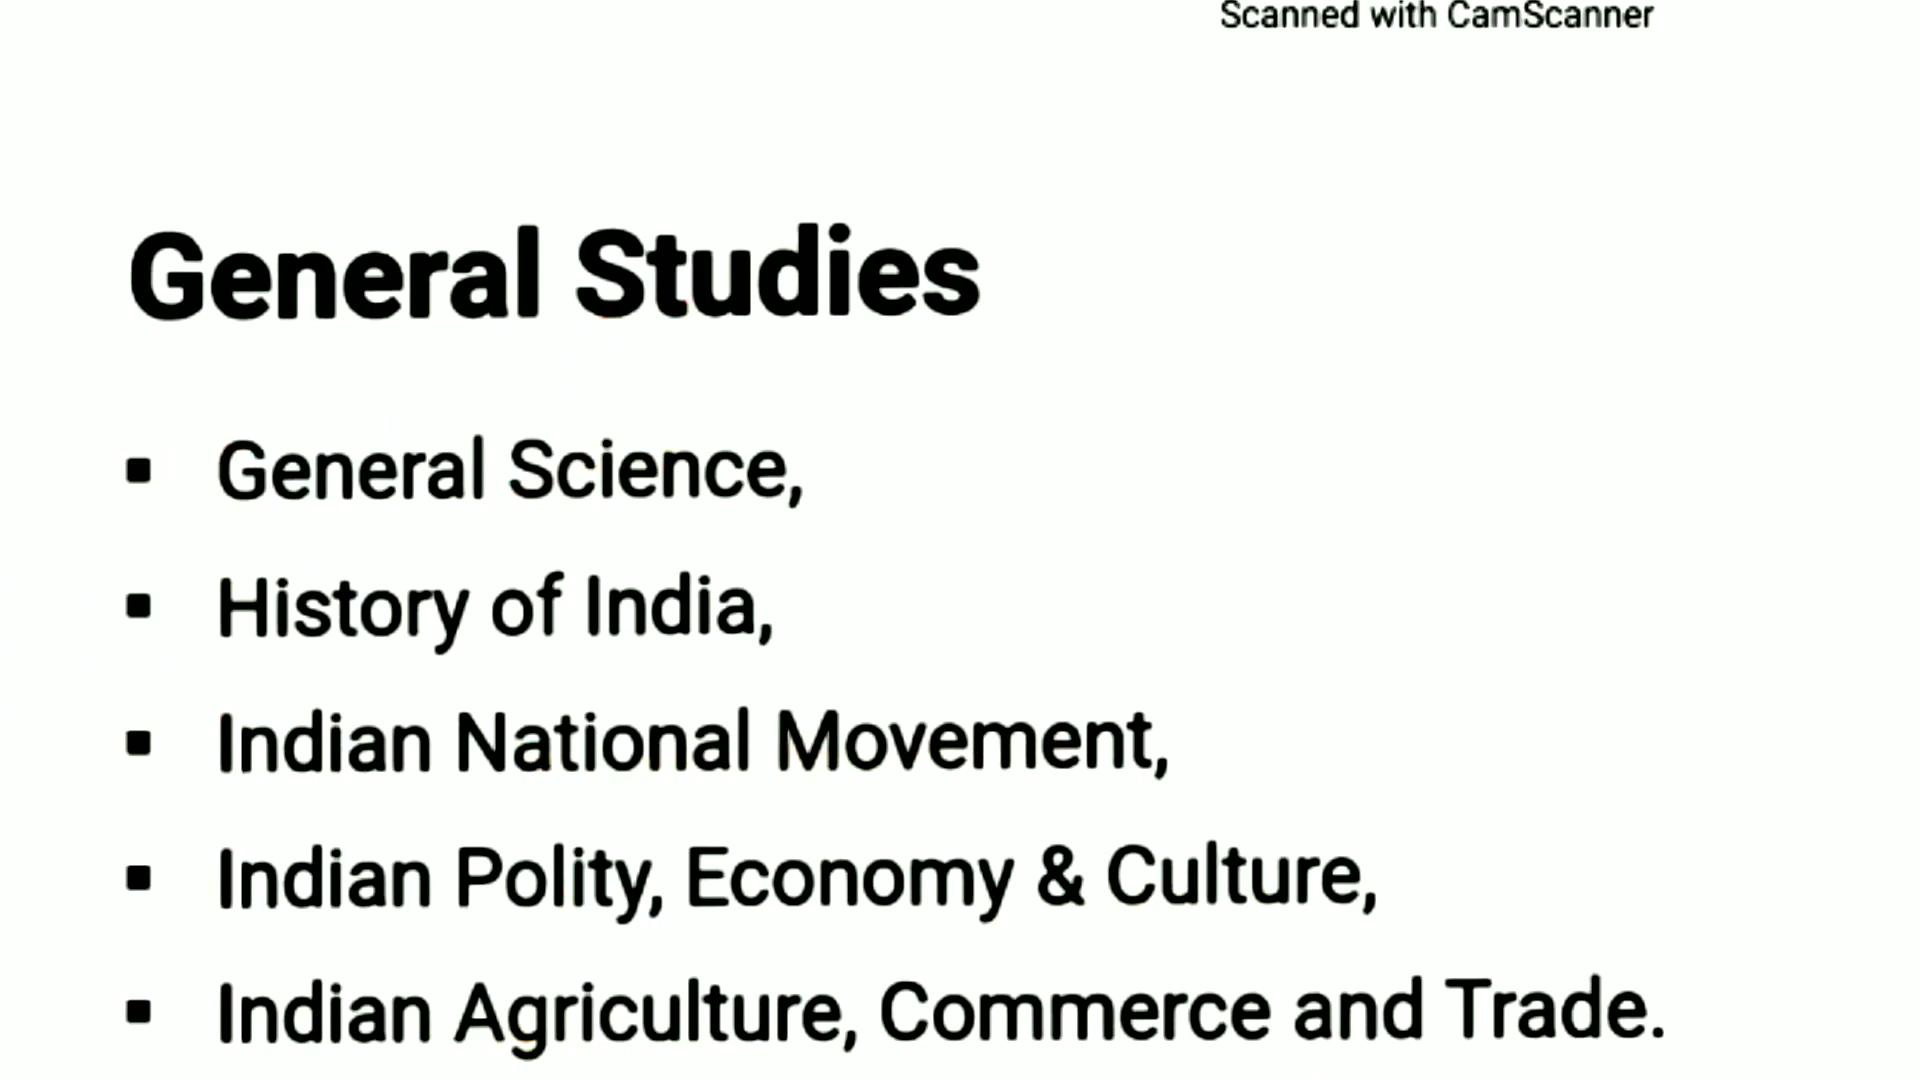 Scanned with CamScanner
General Studies
▪ General Science,
▪ History of India,
▪ Indian National Movement,
▪ Indian Polity, Economy & Culture,
▪ Indian Agriculture, Commerce and Trade.